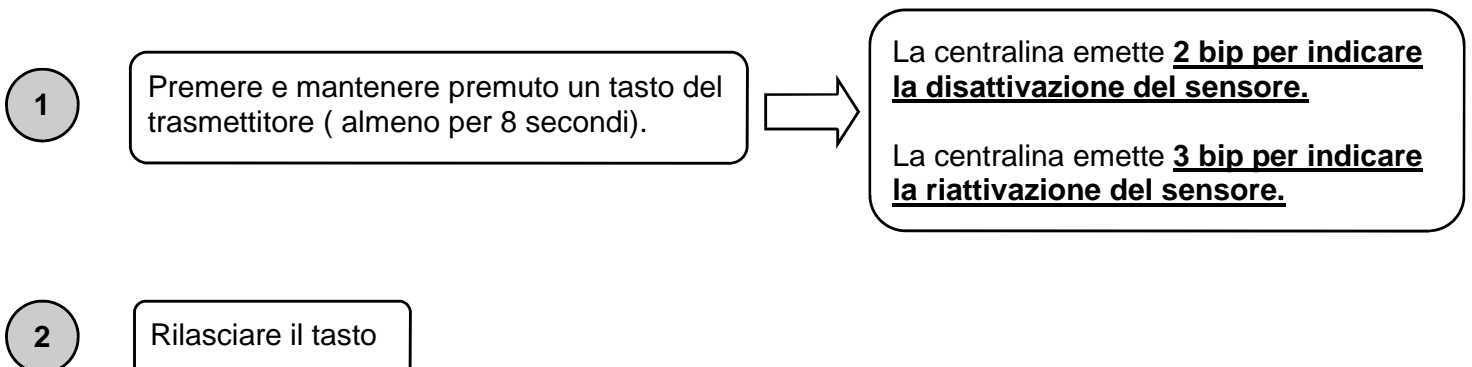 1
Premere e mantenere premuto un tasto del
trasmettitore ( almeno per 8 secondi).
La centralina emette 2 bip per indicare
la disattivazione del sensore.
La centralina emette 3 bip per indicare
la riattivazione del sensore.
2
Rilasciare il tasto